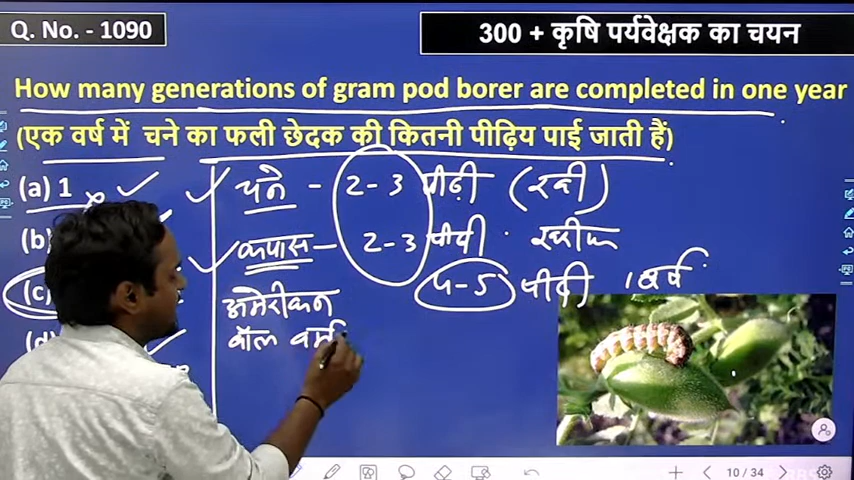 Q. No. - 1090
300 + कृषि पर्यवेक्षक का चयन
How many generations of gram pod borer are completed in one year
(एक वर्ष में चने का फली छेदक की कितनी पीढ़िय पाई जाती हैं)
(a) 1
चने - 2-3 पीढ़ी (रबी)
(b)
कपास - 2-3 पीढी खरीफ
(c)
4-5 पीढ़ी 1 वर्ष
अमेरीकन
(d)
वॉल वर्म
10 / 34